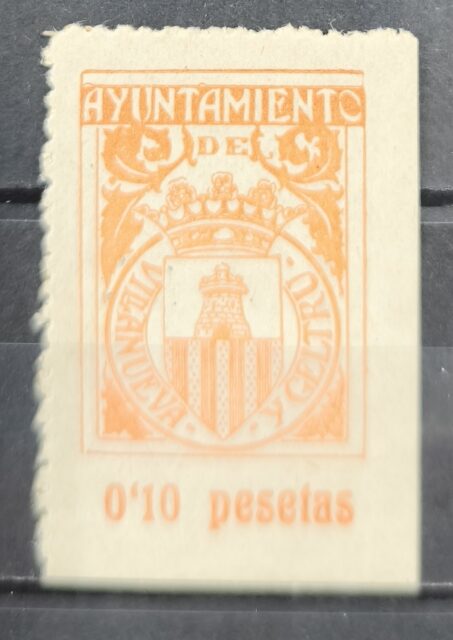 AYUNTAMIENTO
DE
VILANUEVA Y GELTRU
0'10 pesetas